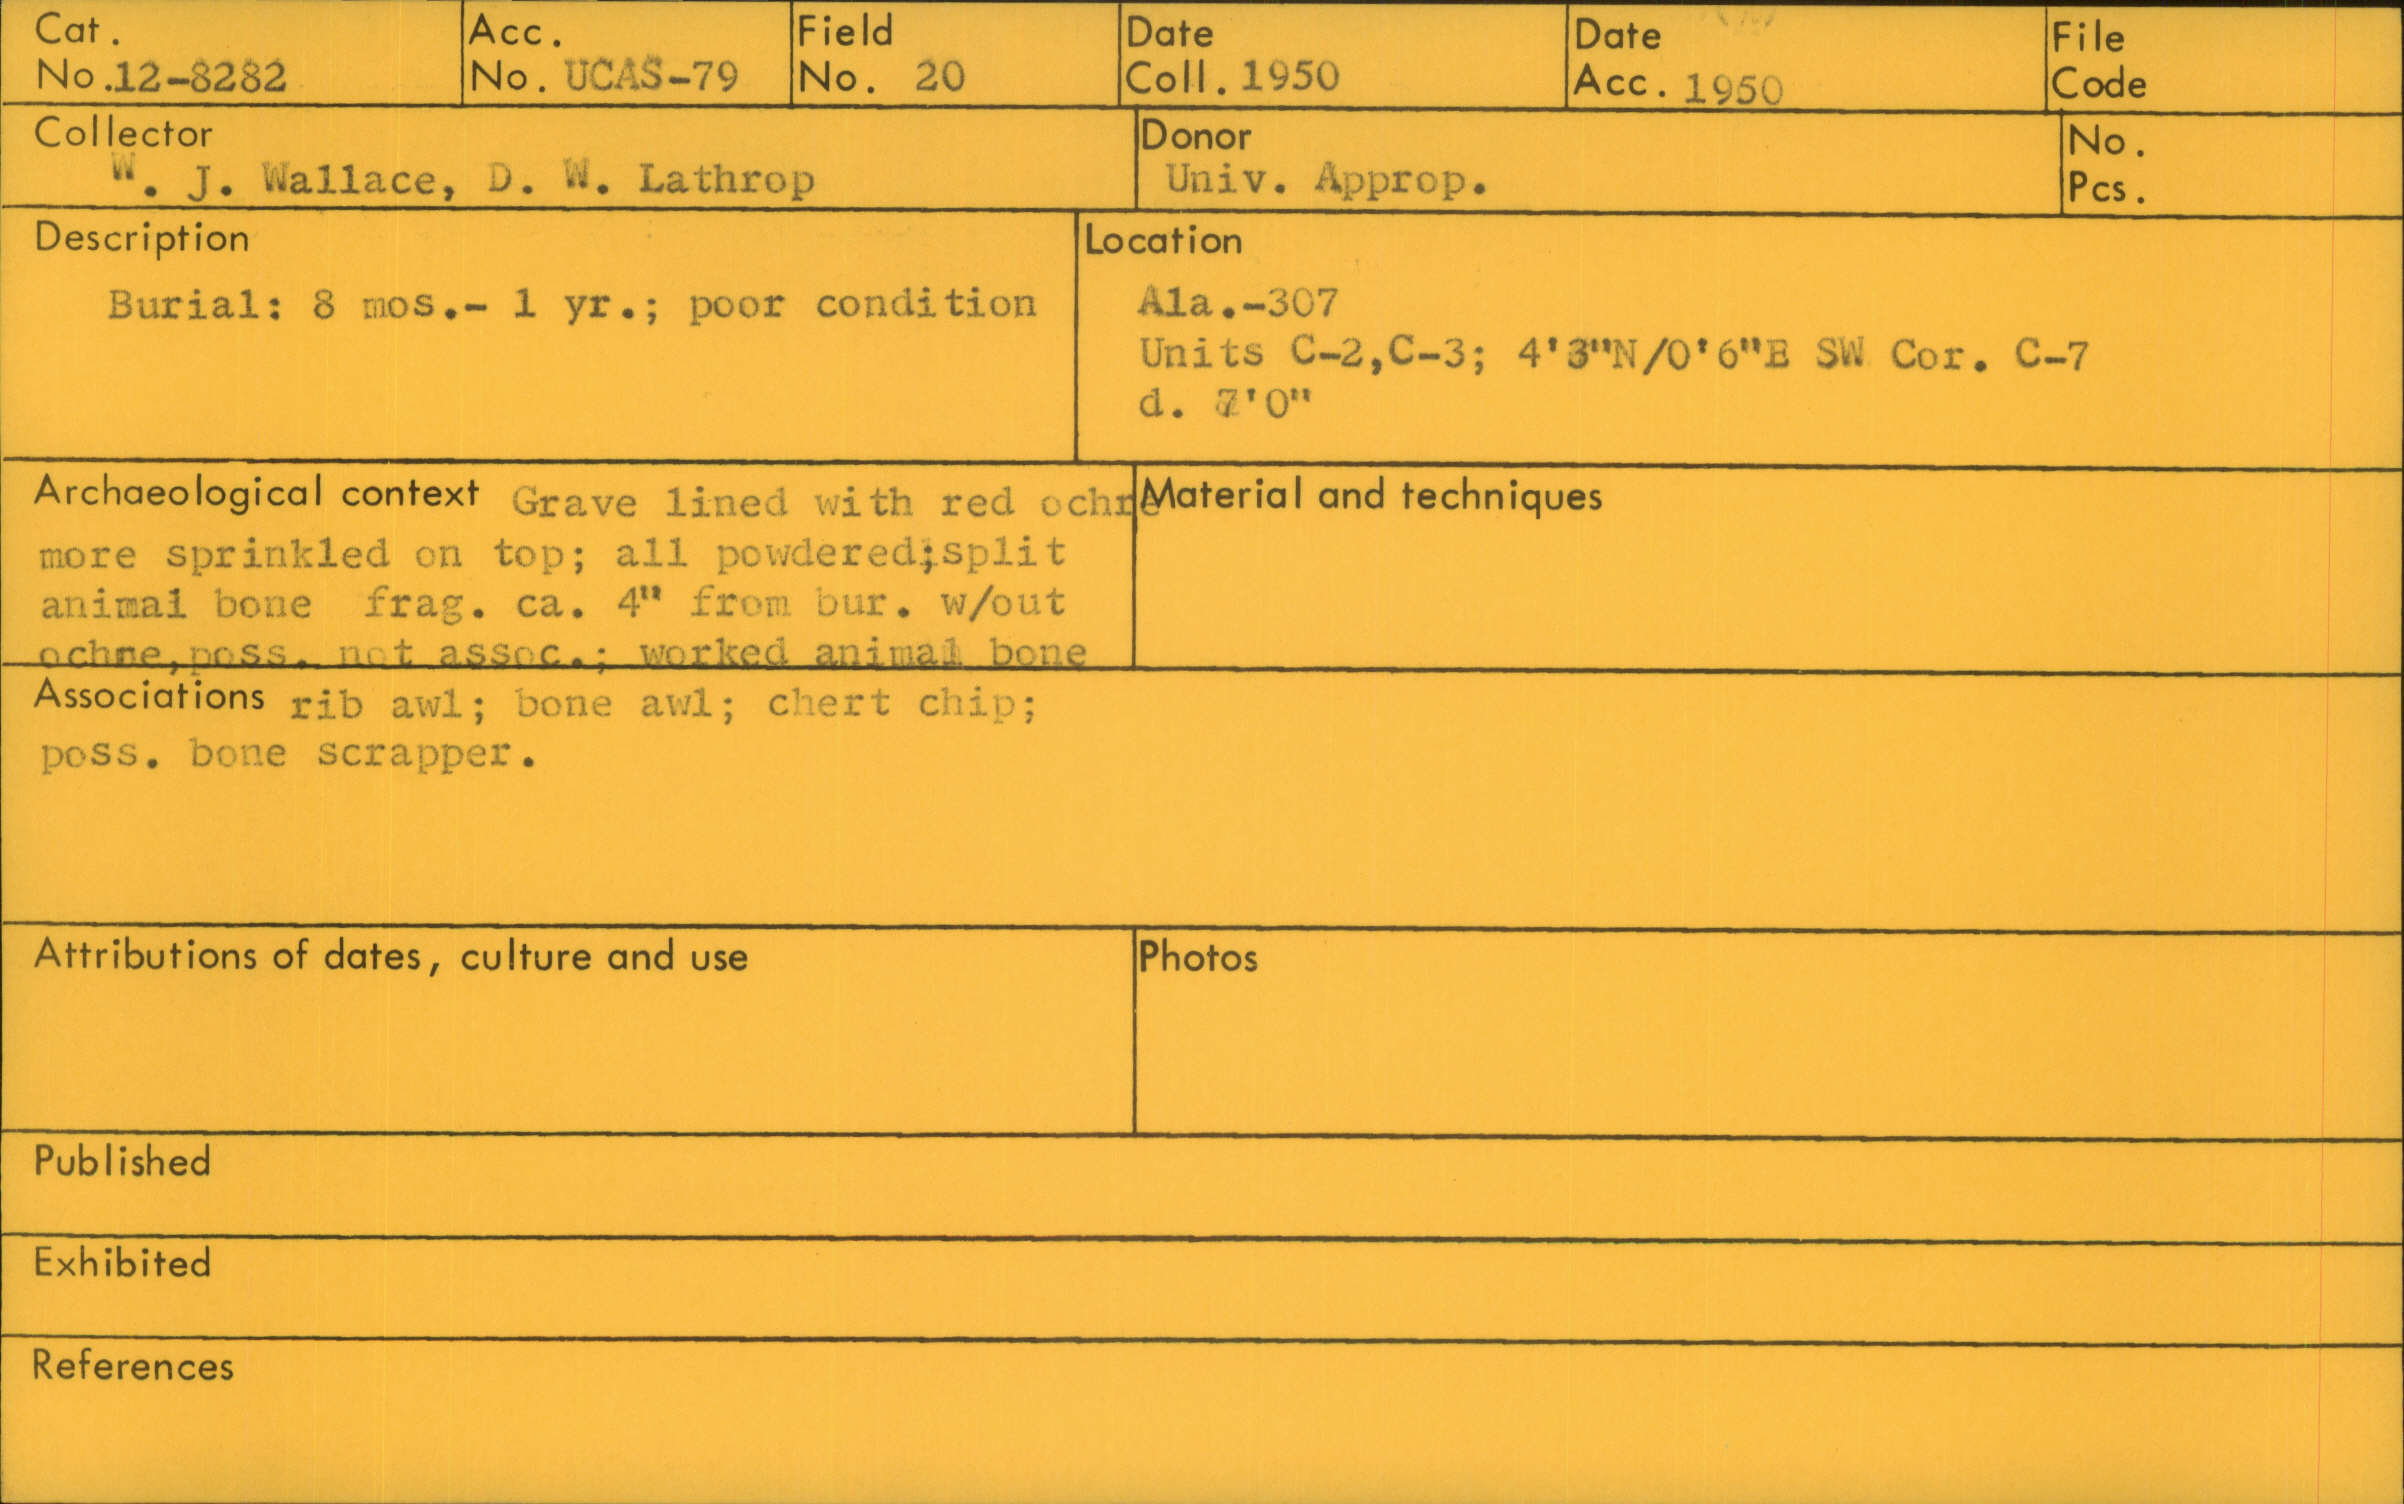 Cat. Acc. Field Date Date File
No.12-8282 No. UCAS-79 No. 20 Coll. 1950 Acc. 1950 Code
Collector Donor No.
W. J. Wallace, D. W. Lathrop Univ. Approp. Pcs.
Description Location
Burial: 8 mos.- 1 yr.; poor condition Ala.-307
Units C-2,C-3; 4'3"N/0'6"E SW Cor. C-7
d. 7'0"
Archaeological context Grave lined with red ochre Material and techniques
more sprinkled on top; all powdered;split
animal bone frag. ca. 4" from bur. w/out
ochre,poss. not assoc.; worked animal bone
Associations rib awl; bone awl; chert chip;
poss. bone scrapper.
Attributions of dates, culture and use Photos
Published
Exhibited
References